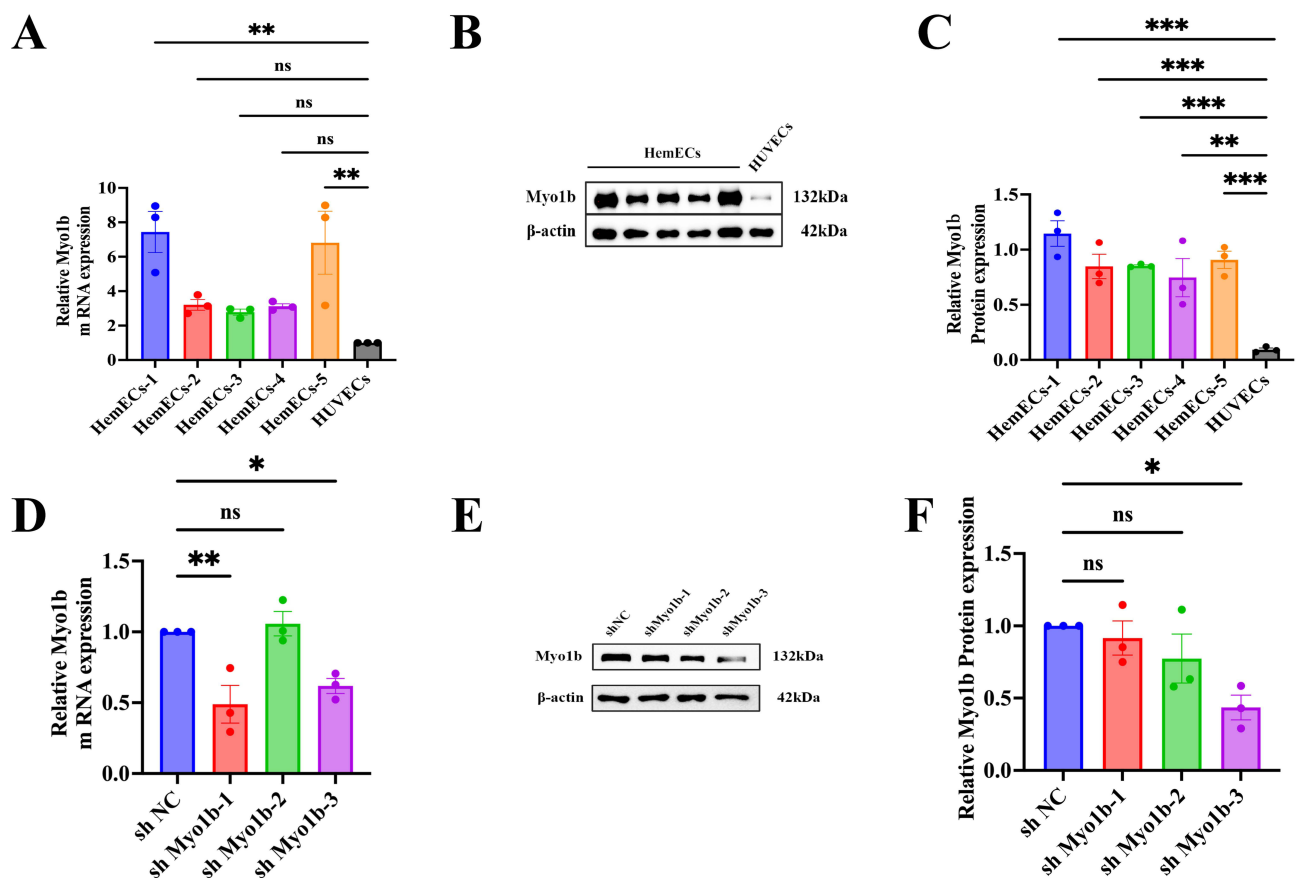 A
**
ns
ns
ns
**
Relative Myo1b
m RNA expression
10
8
6
4
2
0
HemECs-1
HemECs-2
HemECs-3
HemECs-4
HemECs-5
HUVECs
B
HemECs
HUVECs
Myo1b
132kDa
β-actin
42kDa
C
***
***
***
**
***
Relative Myo1b
Protein expression
1.5
1.0
0.5
0.0
HemECs-1
HemECs-2
HemECs-3
HemECs-4
HemECs-5
HUVECs
D
*
ns
**
Relative Myo1b
m RNA expression
1.5
1.0
0.5
0.0
sh NC
sh Myo1b-1
sh Myo1b-2
sh Myo1b-3
E
shNC
shMyo1b-1
shMyo1b-2
shMyo1b-3
Myo1b
132kDa
β-actin
42kDa
F
*
ns
ns
Relative Myo1b Protein expression
1.5
1.0
0.5
0.0
sh NC
sh Myo1b-1
sh Myo1b-2
sh Myo1b-3